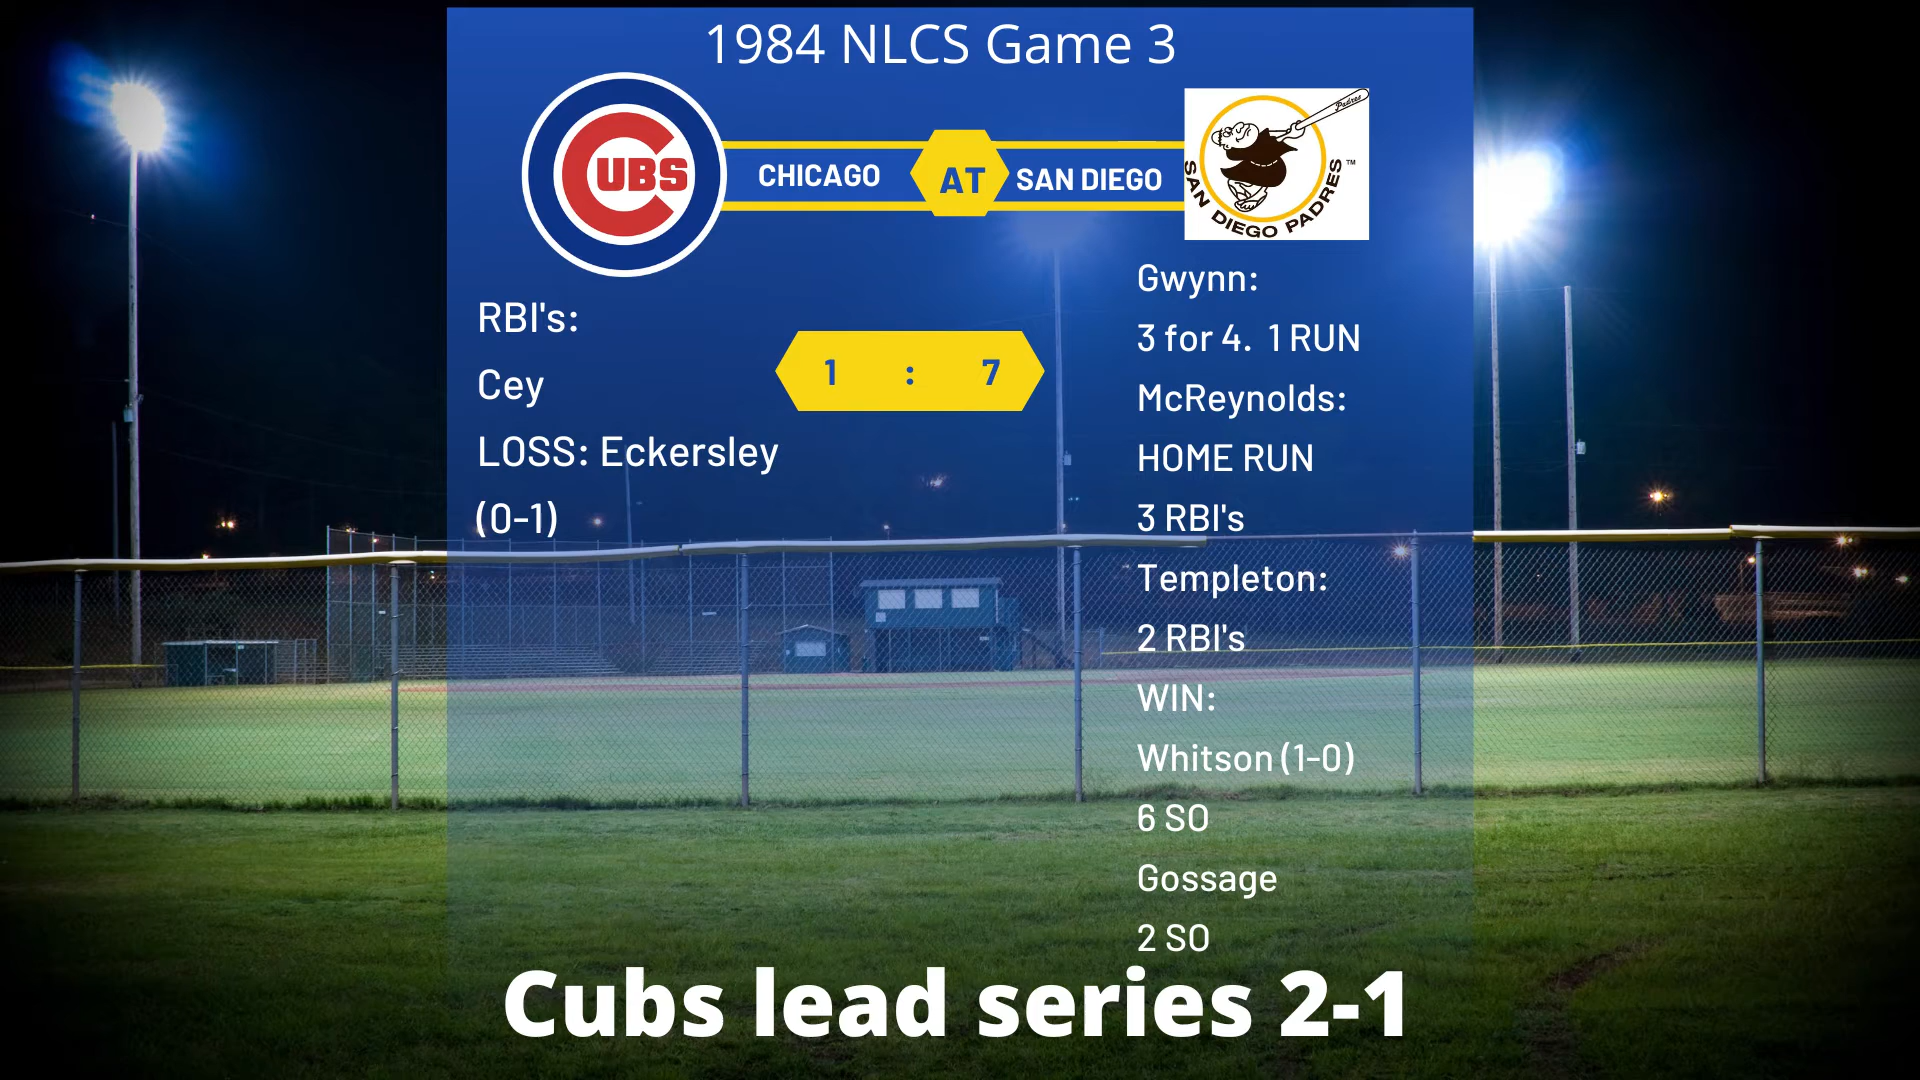 1984 NLCS Game 3
CUBS
CHICAGO
AT
SAN DIEGO
Padres
SAN DIEGO PADRES
TM
RBI's:
Cey
LOSS: Eckersley
(0-1)
1 : 7
Gwynn:
3 for 4. 1 RUN
McReynolds:
HOME RUN
3 RBI's
Templeton:
2 RBI's
WIN:
Whitson (1-0)
6 SO
Gossage
2 SO
Cubs lead series 2-1